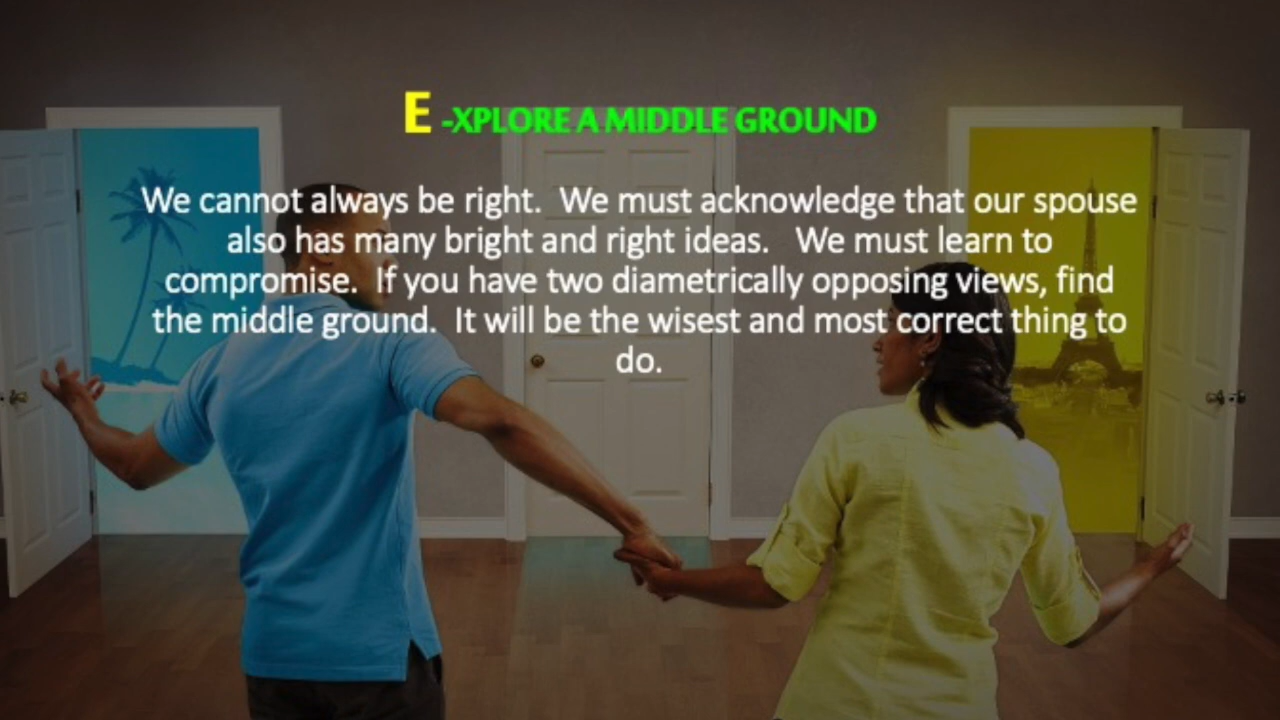 E -XPLORE A MIDDLE GROUND
We cannot always be right.  We must acknowledge that our spouse
also has many bright and right ideas.   We must learn to
compromise.  If you have two diametrically opposing views, find
the middle ground.  It will be the wisest and most correct thing to
do.